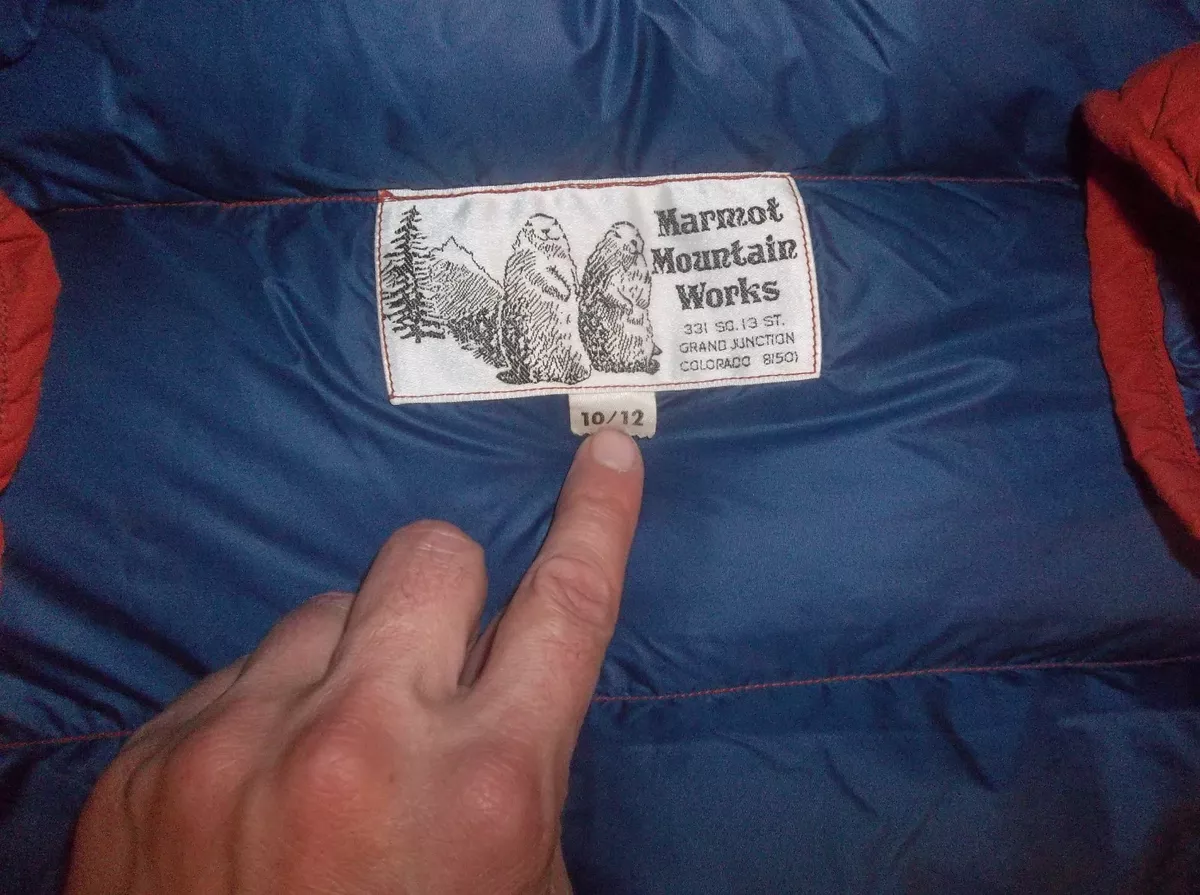 Marmot
Mountain
Works
331 SO. 13 ST.
GRAND JUNCTION
COLORADO 81501
10/12